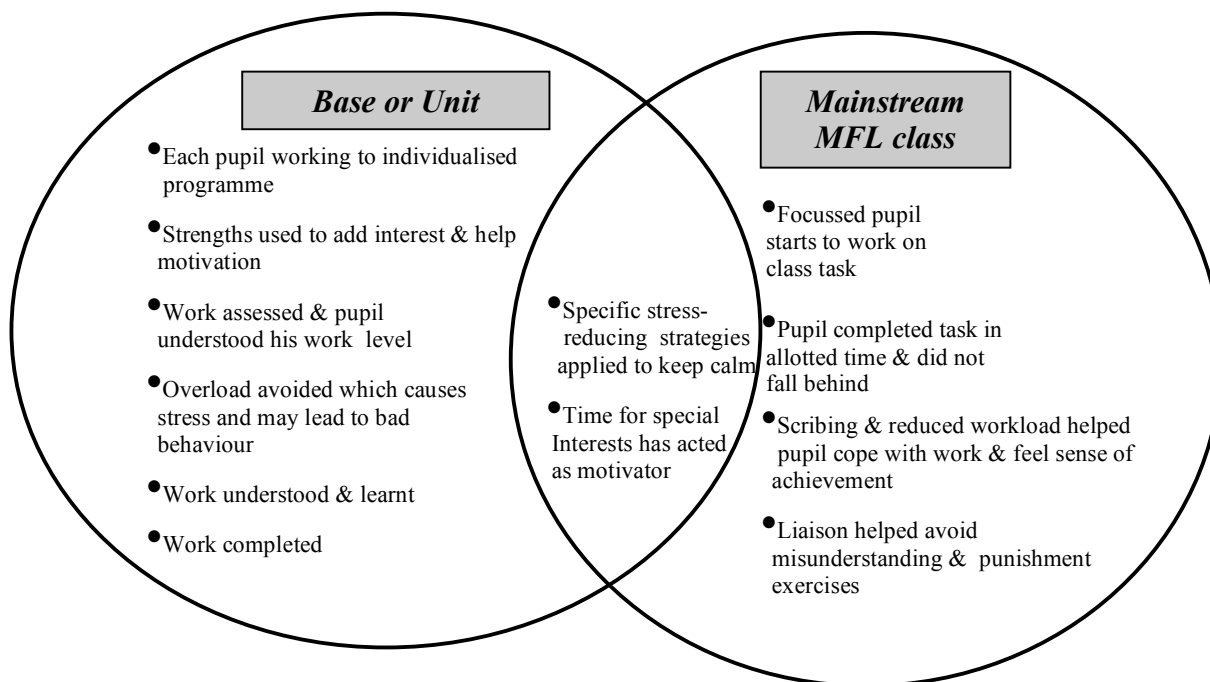 Base or Unit
● Each pupil working to individualised
programme
● Strengths used to add interest & help
motivation
● Work assessed & pupil
understood his work level
● Overload avoided which causes
stress and may lead to bad
behaviour
● Work understood & learnt
● Work completed
● Specific stress-
reducing strategies
applied to keep calm
● Time for special
Interests has acted
as motivator
Mainstream
MFL class
● Focussed pupil
starts to work on
class task
● Pupil completed task in
allotted time & did not
fall behind
● Scribing & reduced workload helped
pupil cope with work & feel sense of
achievement
● Liaison helped avoid
misunderstanding & punishment
exercises